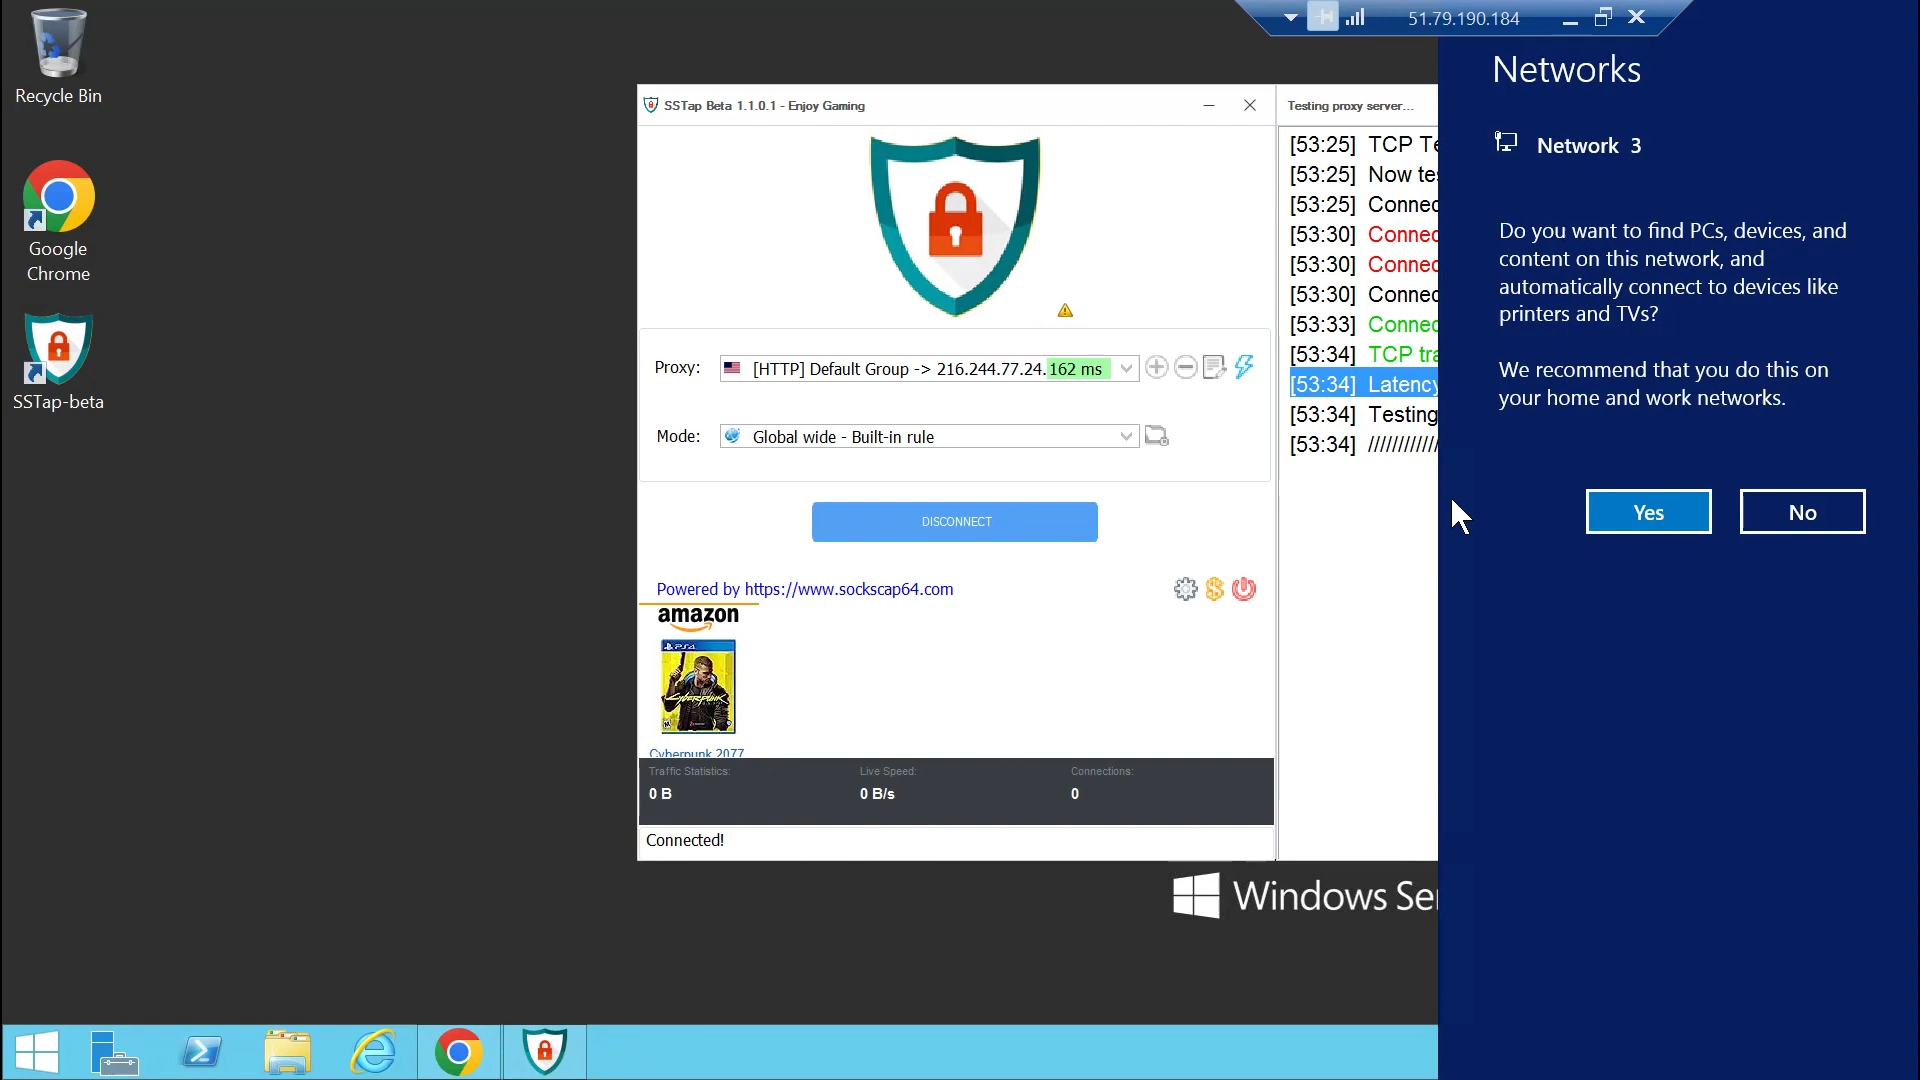 Recycle Bin
Google
Chrome
SSTap-beta
51.79.190.184
SSTap Beta 1.1.0.1 - Enjoy Gaming
Proxy:
[HTTP] Default Group -> 216.244.77.24.
162 ms
Mode:
Global wide - Built-in rule
DISCONNECT
Powered by https://www.sockscap64.com
amazon
PS4
Cyberpunk
Cyberpunk 2077
Traffic Statistics:
Live Speed:
Connections:
0 B
0 B/s
0
Connected!
Testing proxy server...
[53:25] TCP Te
[53:25] Now tes
[53:25] Connec
[53:30] Connec
[53:30] Connec
[53:30] Connec
[53:33] Connec
[53:34] TCP tra
[53:34] Latency
[53:34] Testing
[53:34] ////////////
Windows Ser
Networks
Network 3
Do you want to find PCs, devices, and
content on this network, and
automatically connect to devices like
printers and TVs?
We recommend that you do this on
your home and work networks.
Yes
No